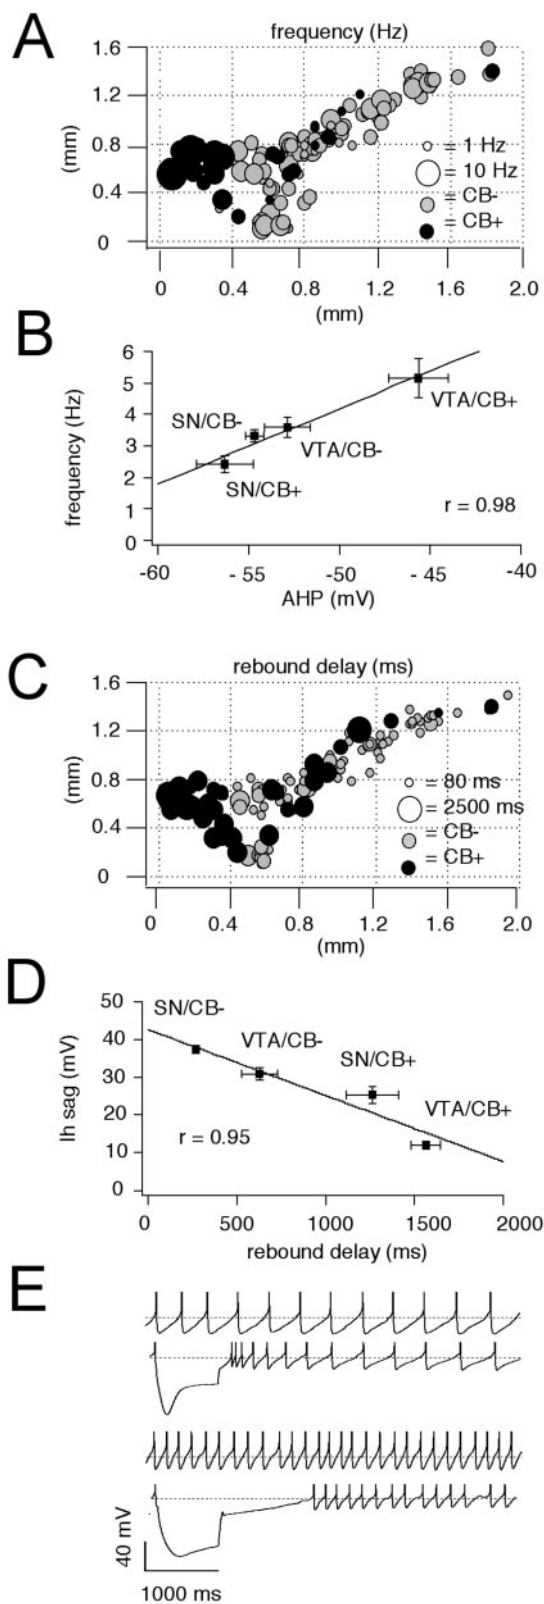 A
frequency (Hz)
1.6
1.2
0.8
0.4
0
(mm)
= 1 Hz
= 10 Hz
= CB-
= CB+
0 0.4 0.8 1.2 1.6 2.0
(mm)
B
6
5
4
3
2
1
0
frequency (Hz)
SN/CB-
VTA/CB+
VTA/CB-
SN/CB+
r = 0.98
-60 - 55 -50 - 45 -40
AHP (mV)
C
rebound delay (ms)
1.6
1.2
0.8
0.4
0
(mm)
= 80 ms
= 2500 ms
= CB-
= CB+
0 0.4 0.8 1.2 1.6 2.0
(mm)
D
50
40
30
20
10
0
Ih sag (mV)
SN/CB-
VTA/CB-
SN/CB+
VTA/CB+
r = 0.95
0 500 1000 1500 2000
rebound delay (ms)
E
40 mV
1000 ms